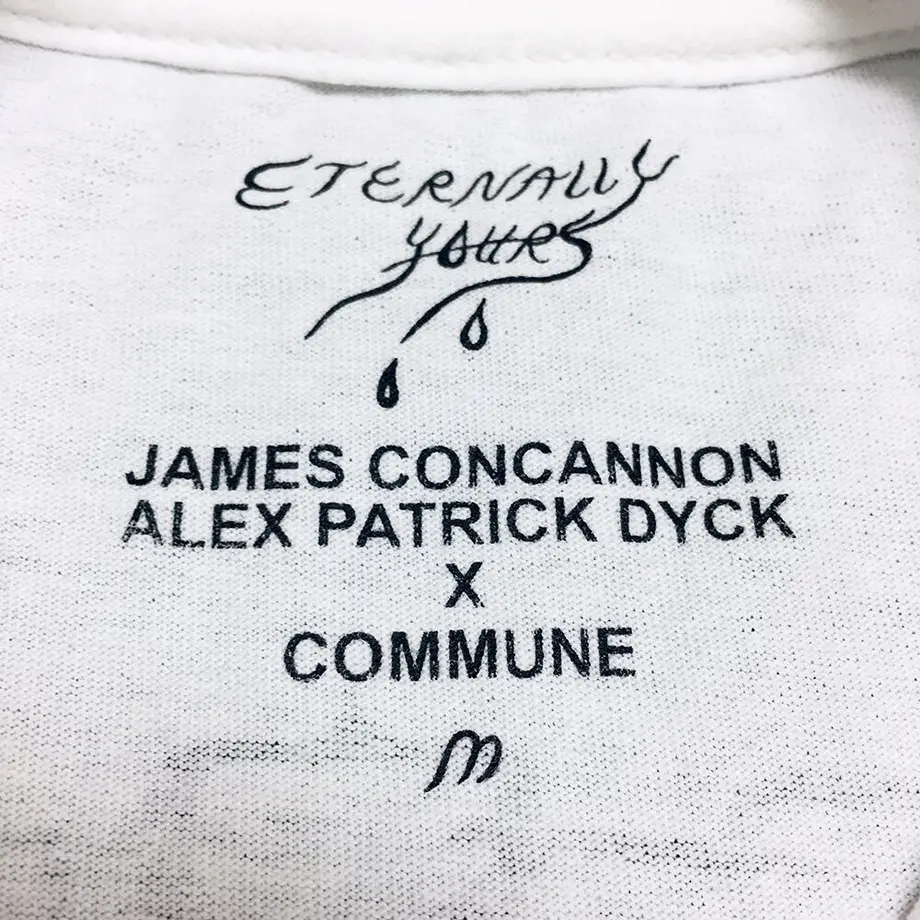 ETERNALLY
YOURS
JAMES CONCANNON
ALEX PATRICK DYCK
X
COMMUNE
m